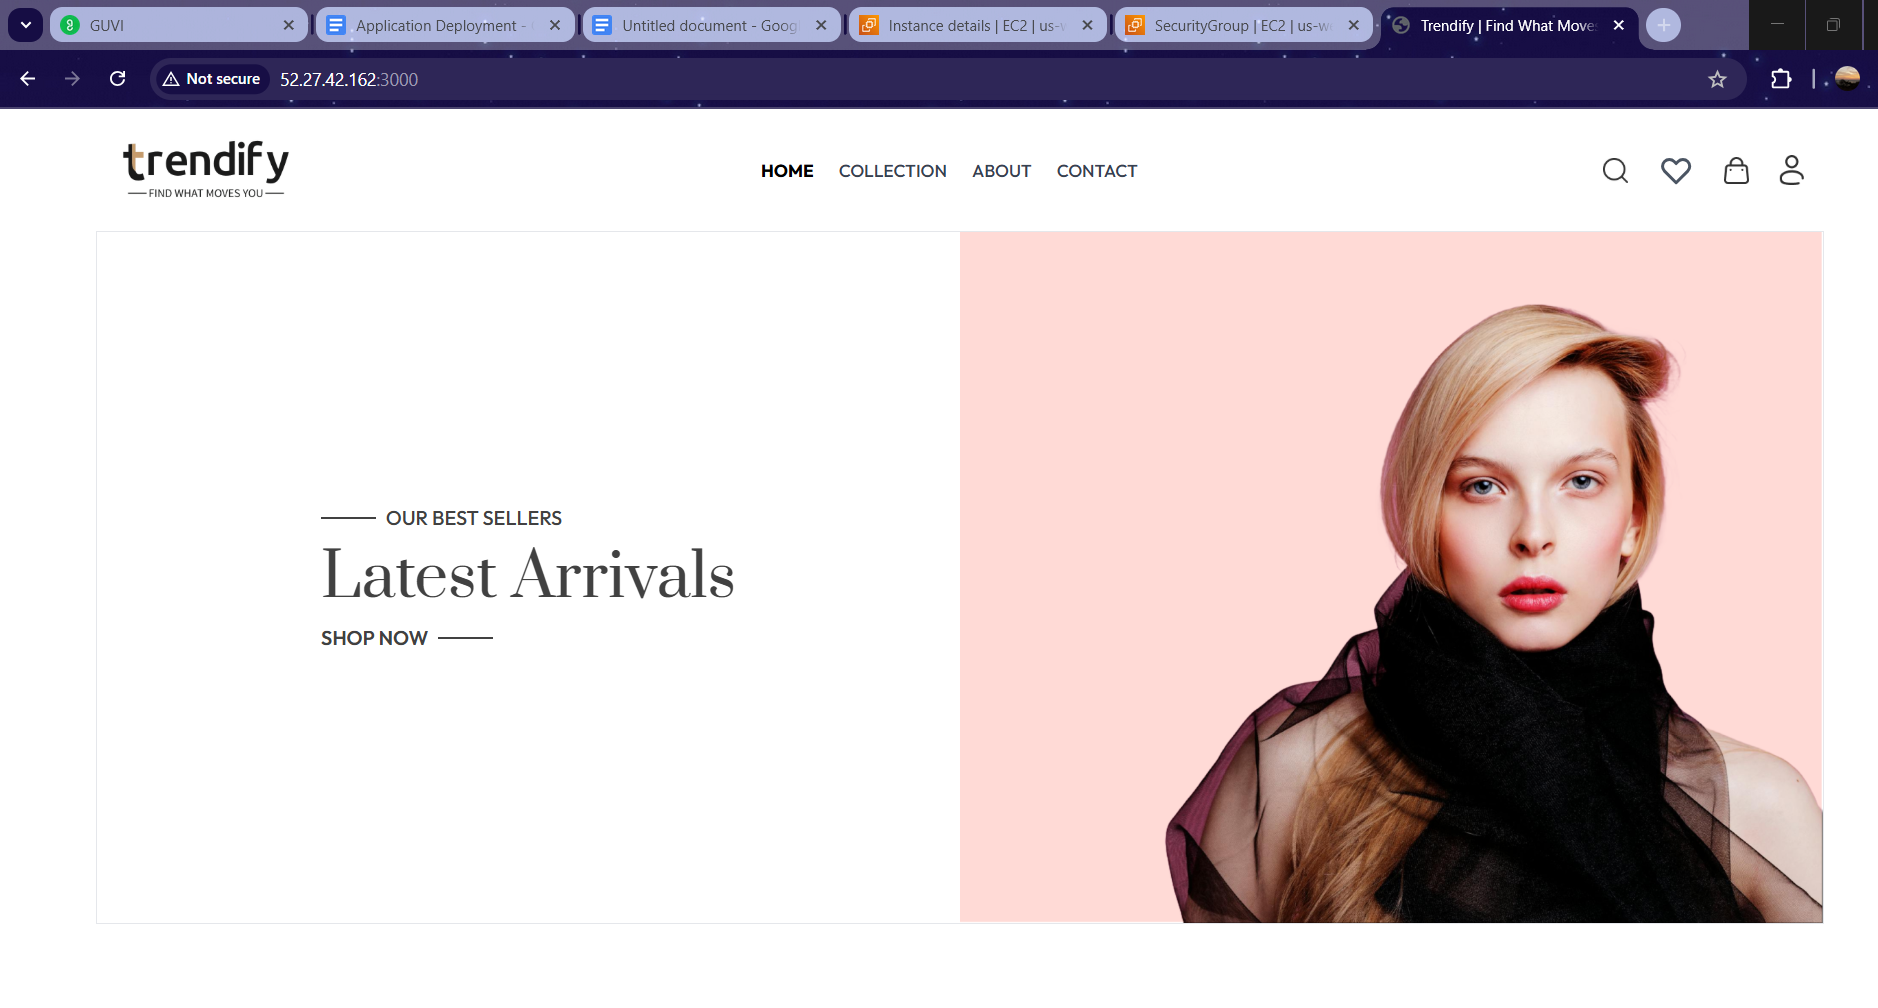 GUVI
Application Deployment -
Untitled document - Goog
Instance details | EC2 | us-w
SecurityGroup | EC2 | us-we
Trendify | Find What Moves
Not secure
52.27.42.162:3000
trendify
FIND WHAT MOVES YOU
HOME
COLLECTION
ABOUT
CONTACT
OUR BEST SELLERS
Latest Arrivals
SHOP NOW